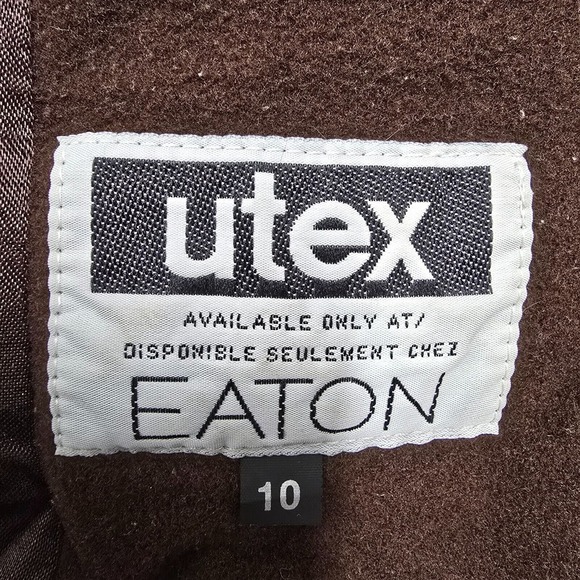 utex
AVAILABLE ONLY AT/
DISPONIBLE SEULEMENT CHEZ
EATON
10